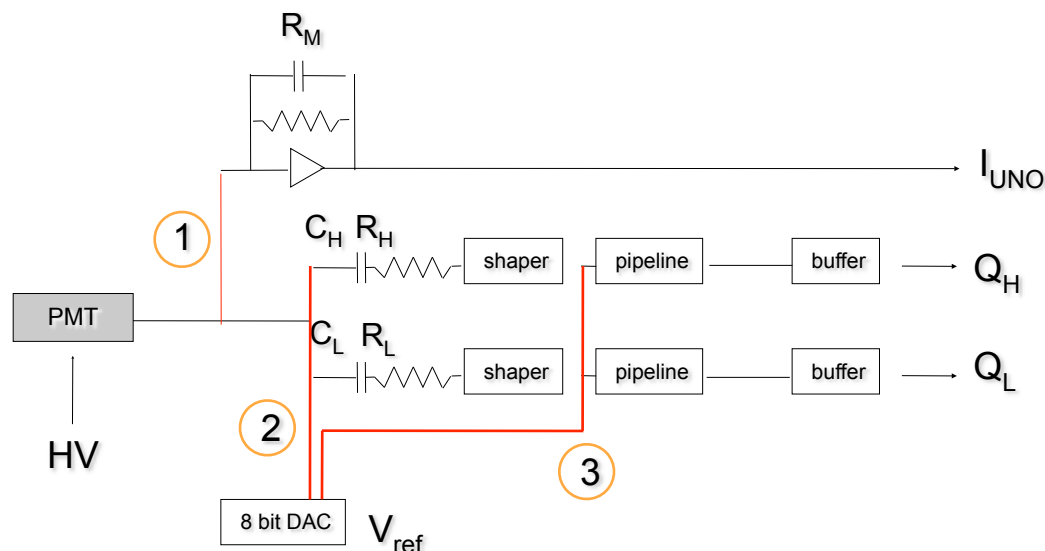 R_M
I_UNO
1
C_H R_H
shaper
pipeline
buffer
Q_H
PMT
C_L R_L
shaper
pipeline
buffer
Q_L
2
HV
3
8 bit DAC
V_ref